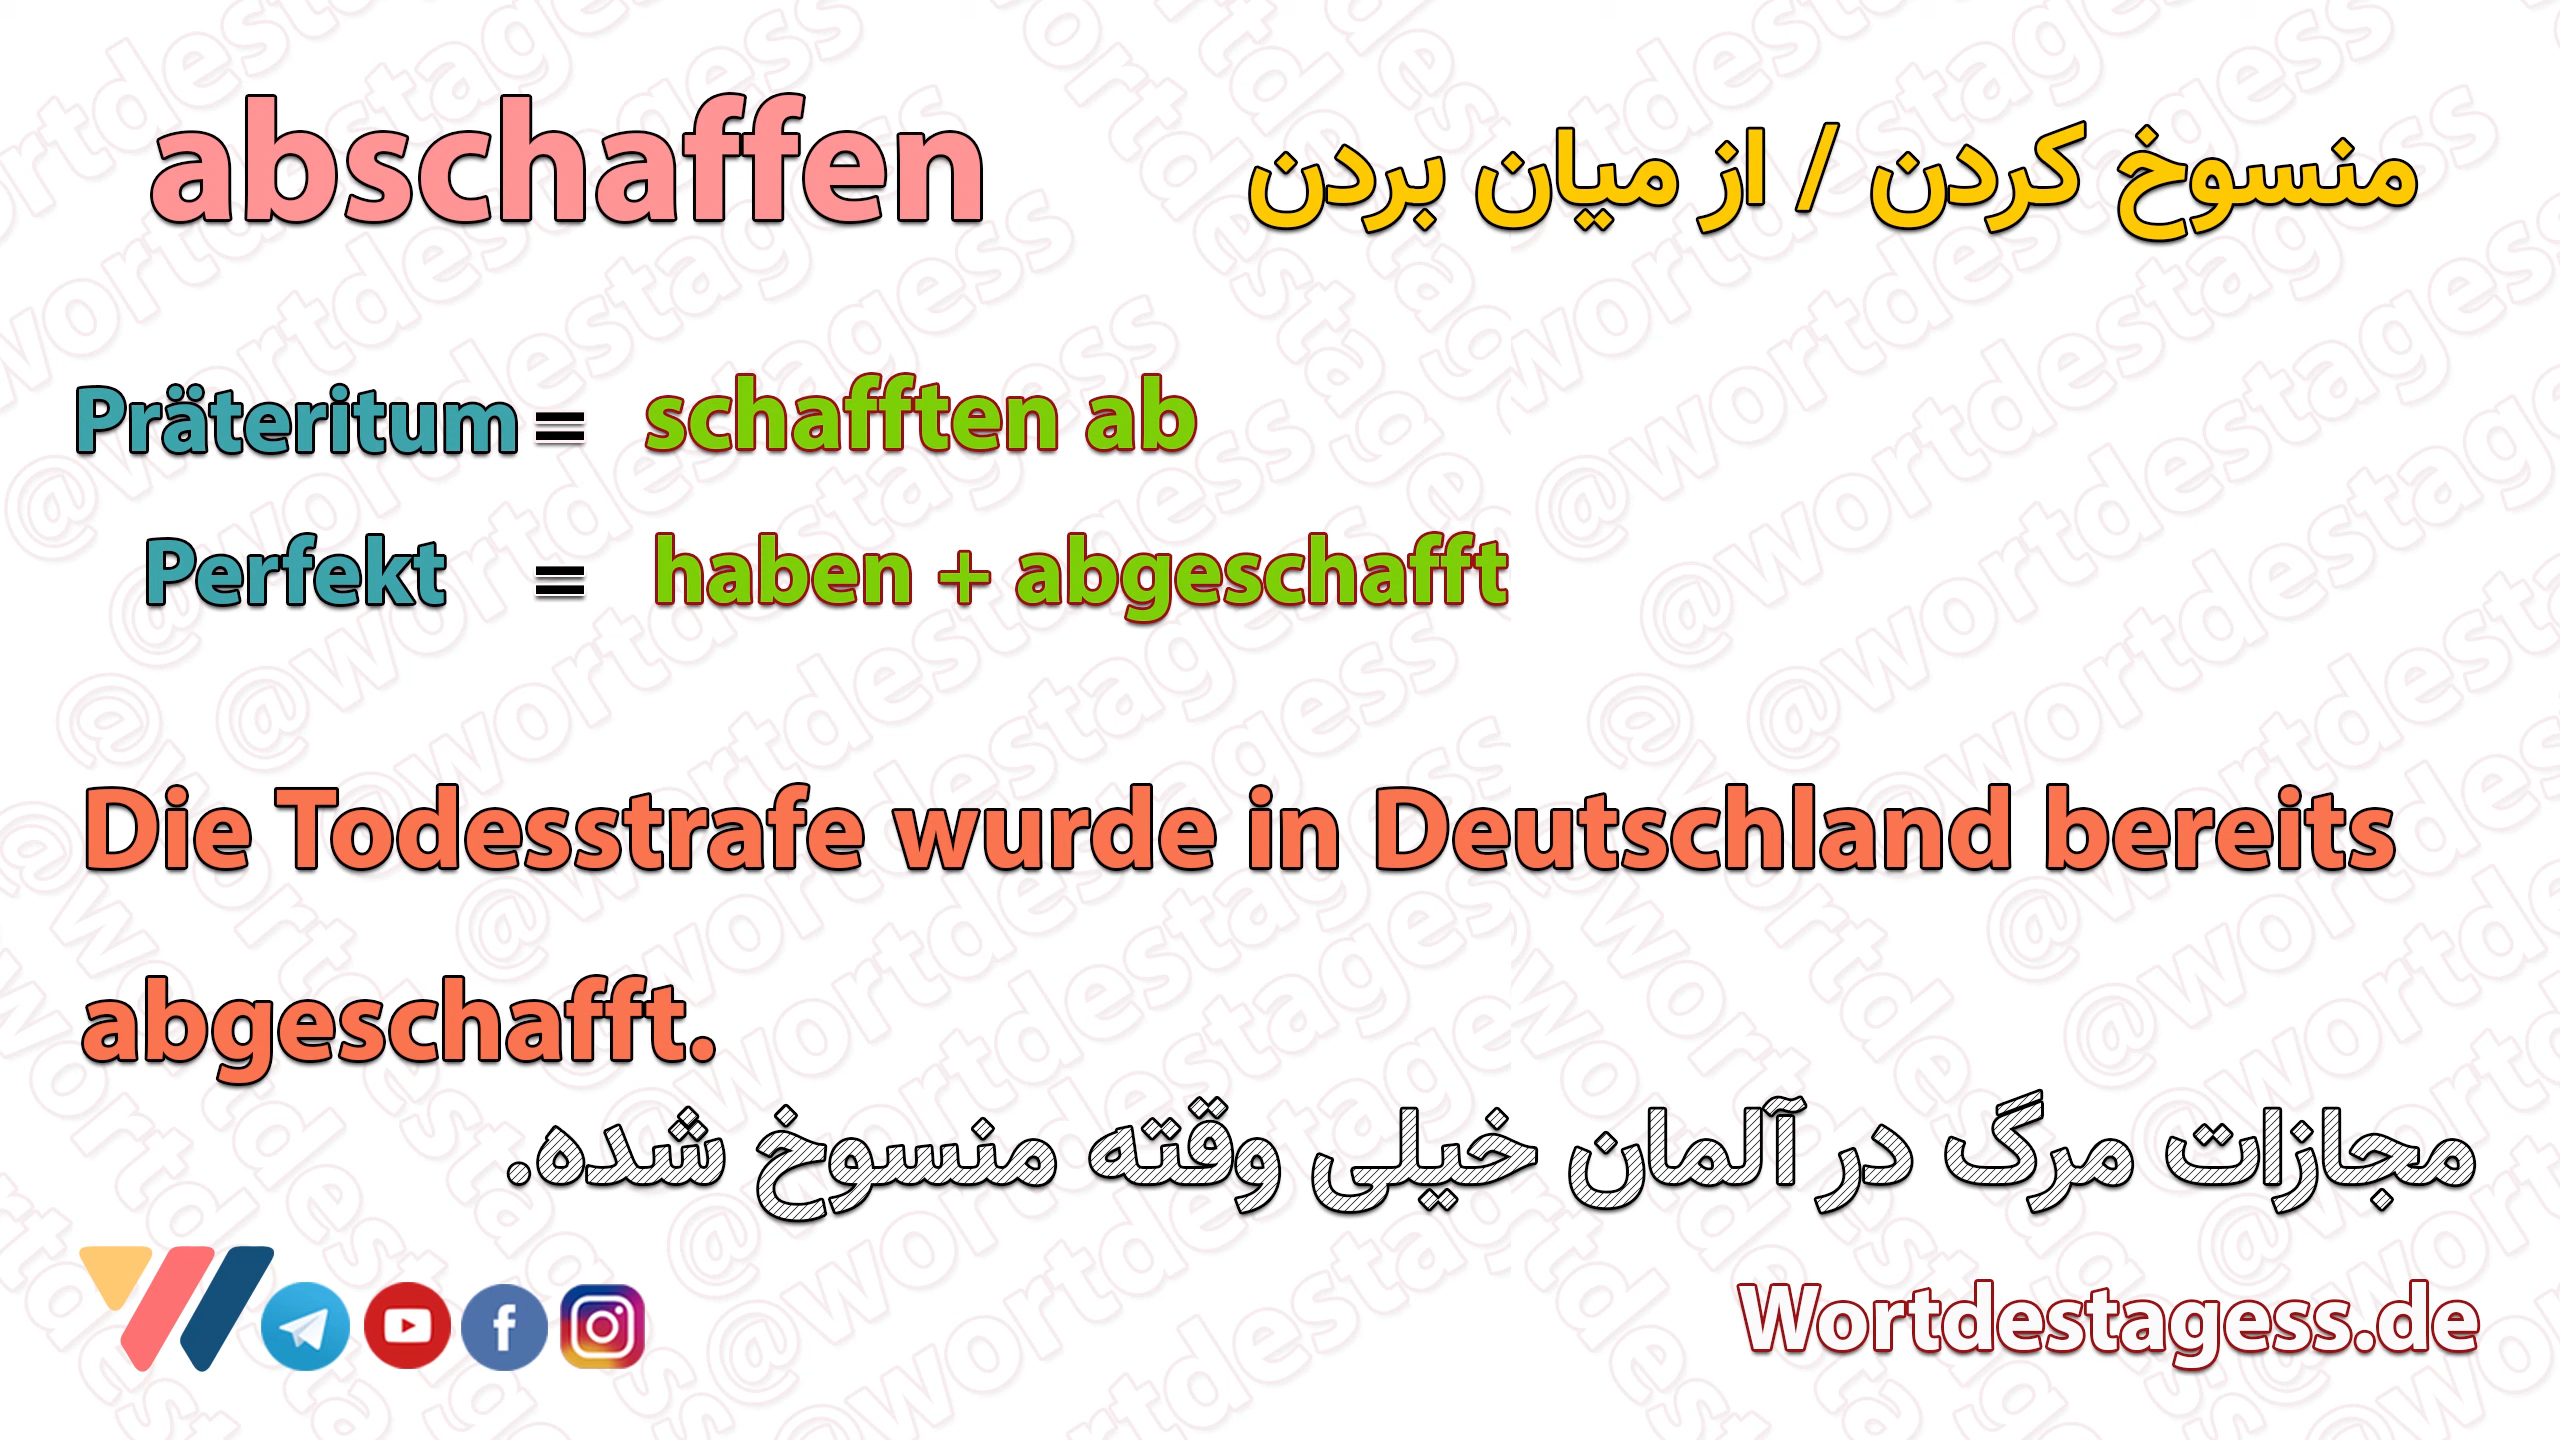 abschaffen
منسوخ کردن / از میان بردن
Präteritum = schafften ab
Perfekt = haben + abgeschafft
Die Todesstrafe wurde in Deutschland bereits
abgeschafft.
مجازات مرگ در آلمان خیلی وقته منسوخ شده.
Wortdestagess.de
@wortdestagess